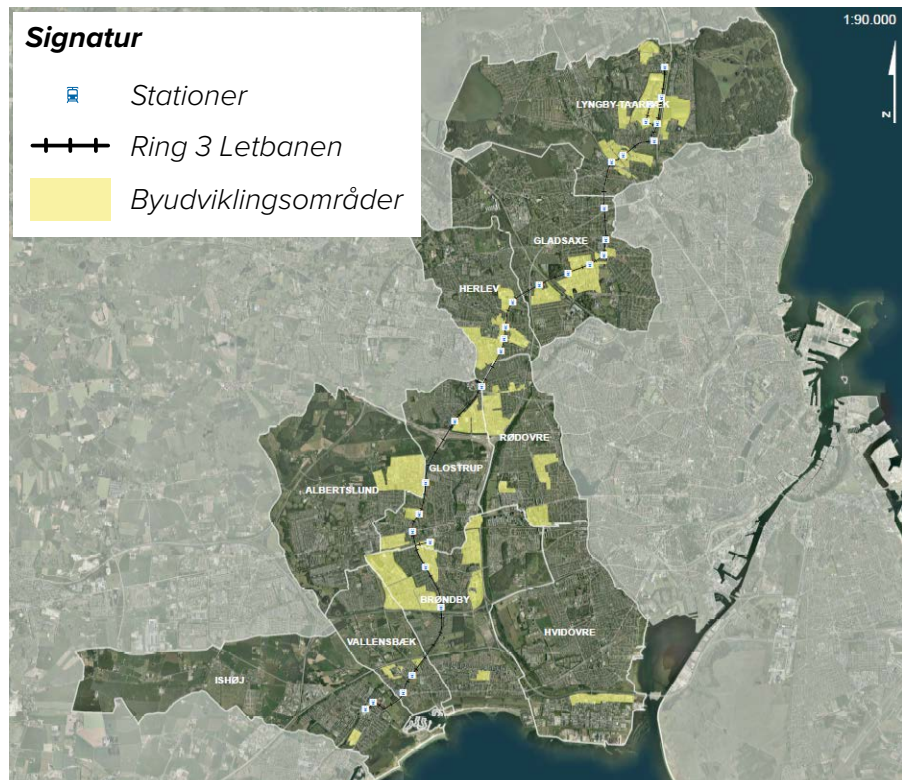 Signatur
Stationer
Ring 3 Letbanen
Byudviklingsområder
1:90.000
N
LYNGBY-TAARBÆK
GLADSAXE
HERLEV
RØDOVRE
GLOSTRUP
ALBERTSLUND
BRØNDBY
HVIDOVRE
VALLENSBÆK
ISHØJ